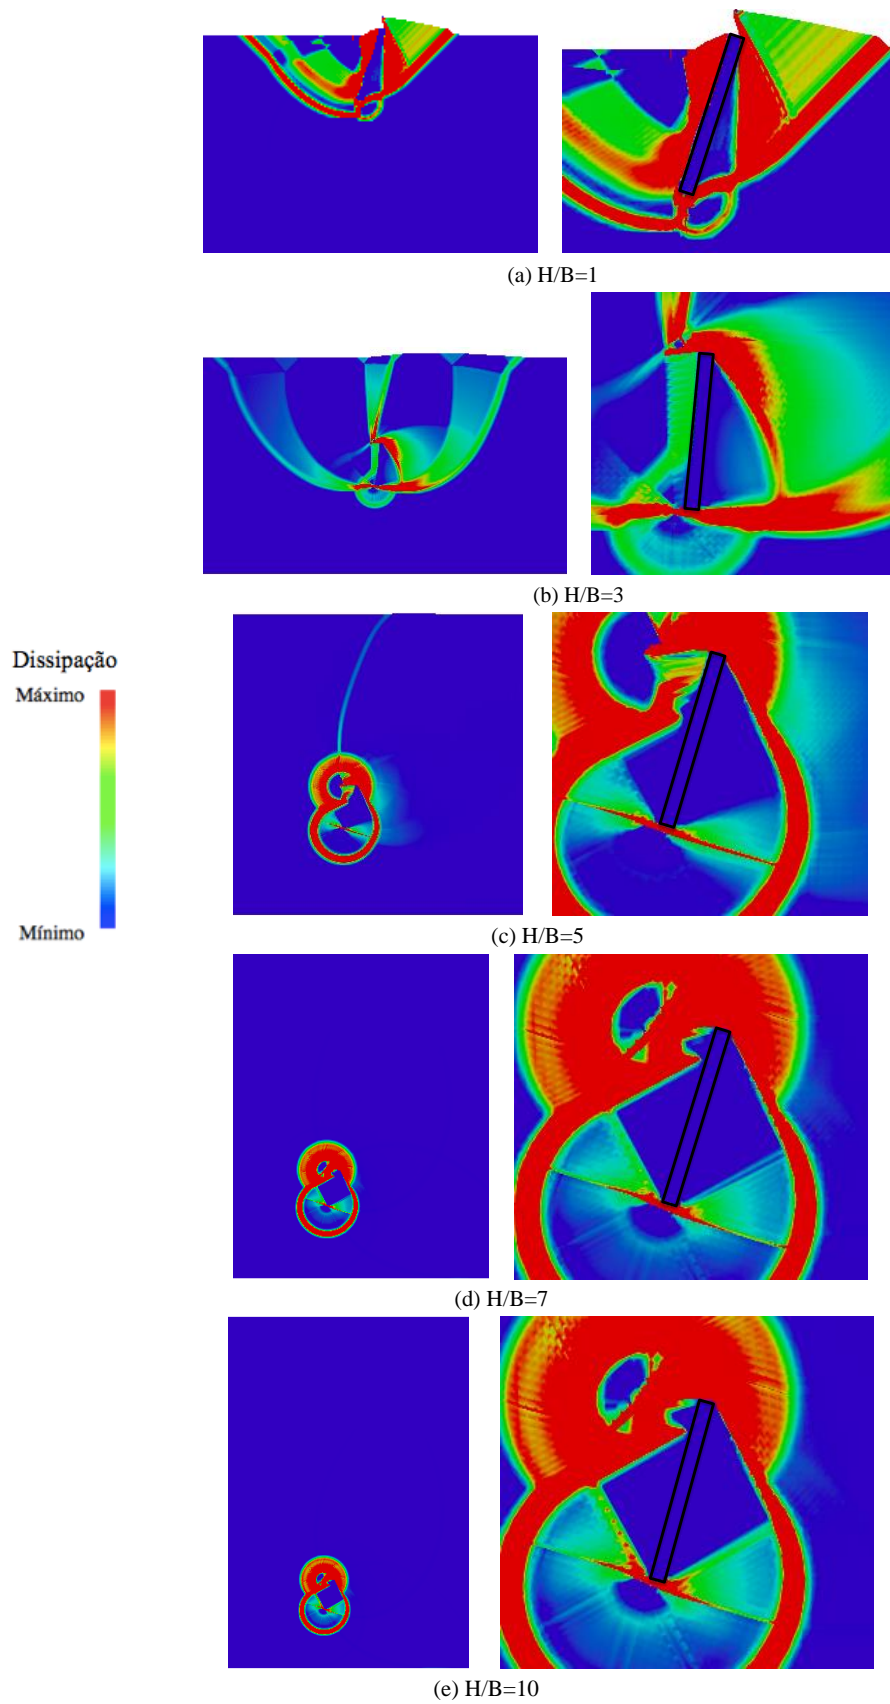 (a) H/B=1
(b) H/B=3
Dissipação
Máximo
Mínimo
(c) H/B=5
(d) H/B=7
(e) H/B=10